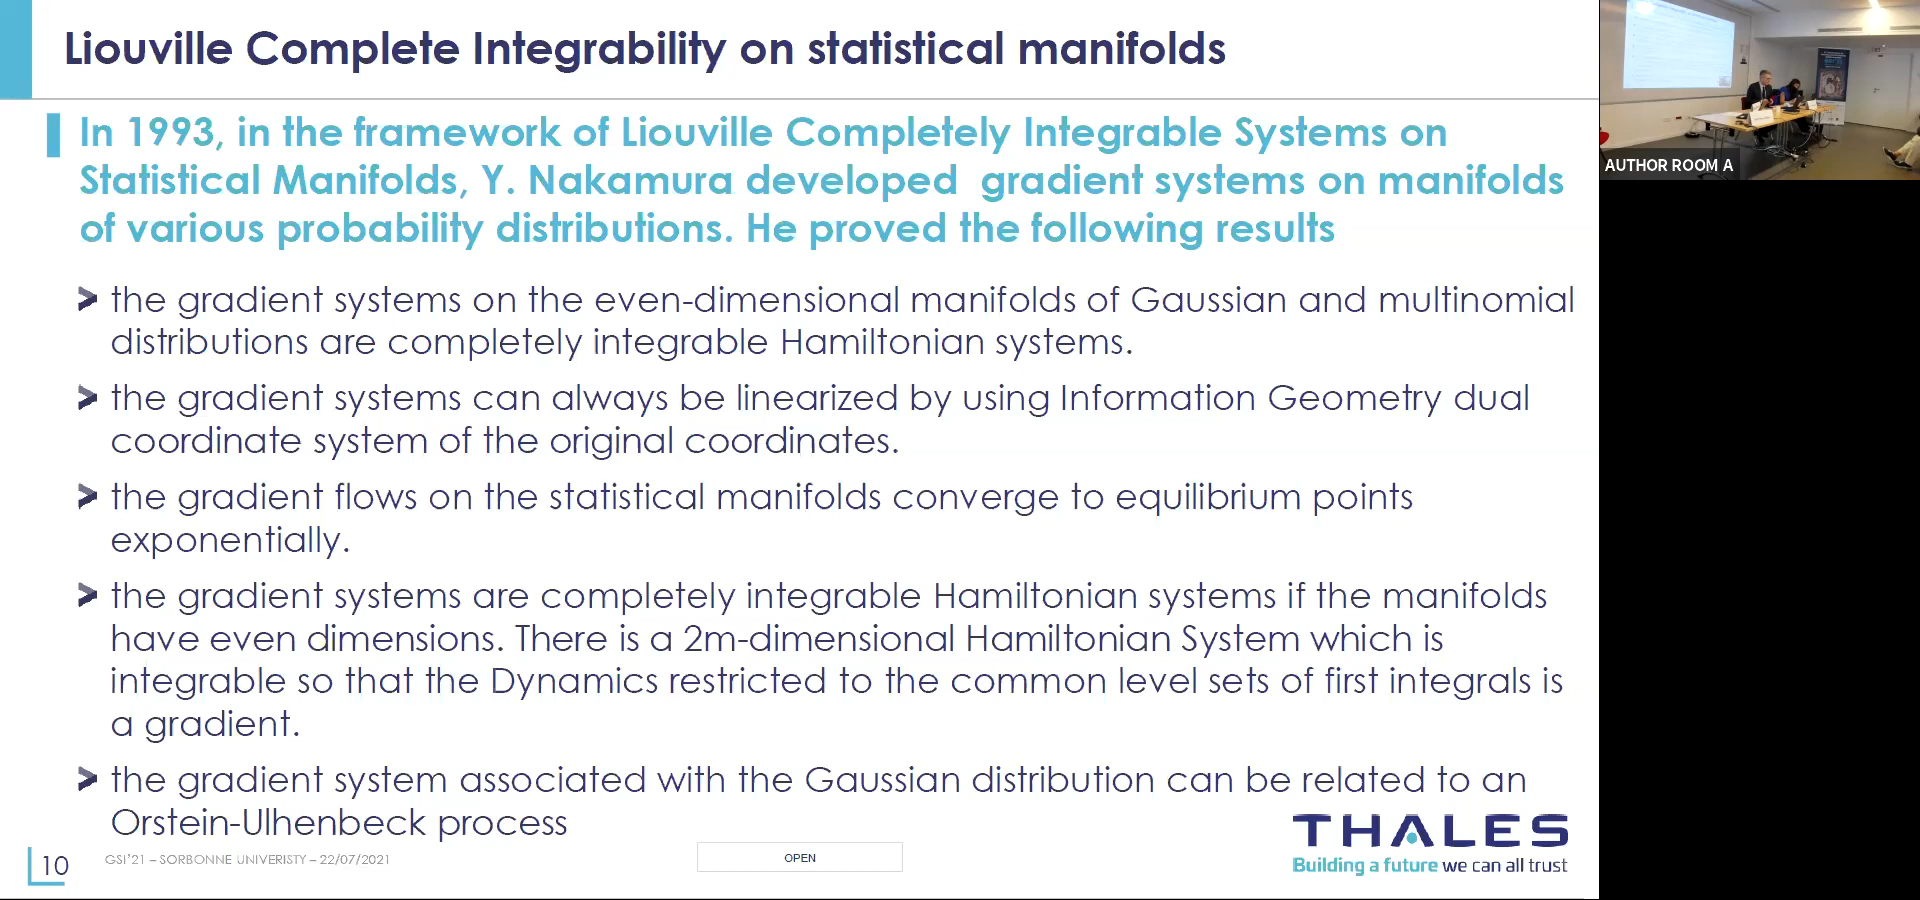 Liouville Complete Integrability on statistical manifolds
In 1993, in the framework of Liouville Completely Integrable Systems on
Statistical Manifolds, Y. Nakamura developed gradient systems on manifolds
of various probability distributions. He proved the following results
the gradient systems on the even-dimensional manifolds of Gaussian and multinomial
distributions are completely integrable Hamiltonian systems.
the gradient systems can always be linearized by using Information Geometry dual
coordinate system of the original coordinates.
the gradient flows on the statistical manifolds converge to equilibrium points
exponentially.
the gradient systems are completely integrable Hamiltonian systems if the manifolds
have even dimensions. There is a 2m-dimensional Hamiltonian System which is
integrable so that the Dynamics restricted to the common level sets of first integrals is
a gradient.
the gradient system associated with the Gaussian distribution can be related to an
Orstein-Ulhenbeck process
THALES
Building a future we can all trust
10
GSI'21 – SORBONNE UNIVERISTY – 22/07/2021
OPEN
AUTHOR ROOM A